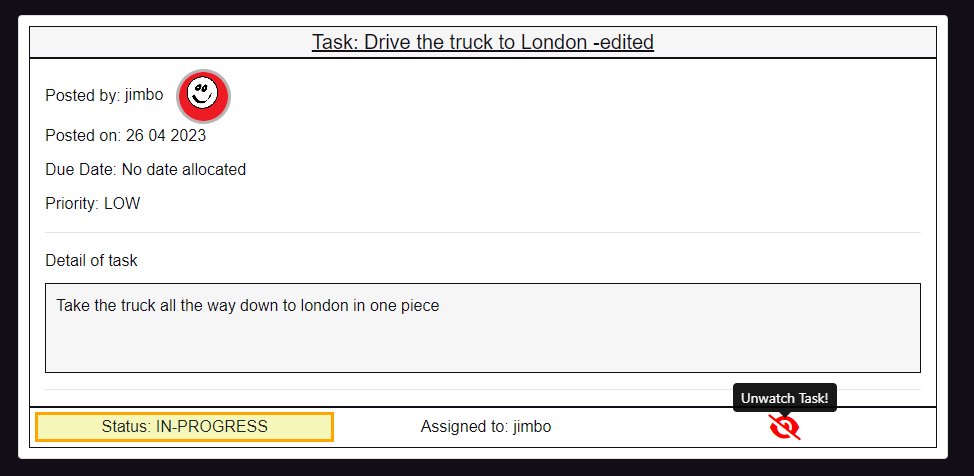 Task: Drive the truck to London -edited
Posted by: jimbo
Posted on: 26 04 2023
Due Date: No date allocated
Priority: LOW
Detail of task
Take the truck all the way down to london in one piece
Unwatch Task!
Status: IN-PROGRESS
Assigned to: jimbo